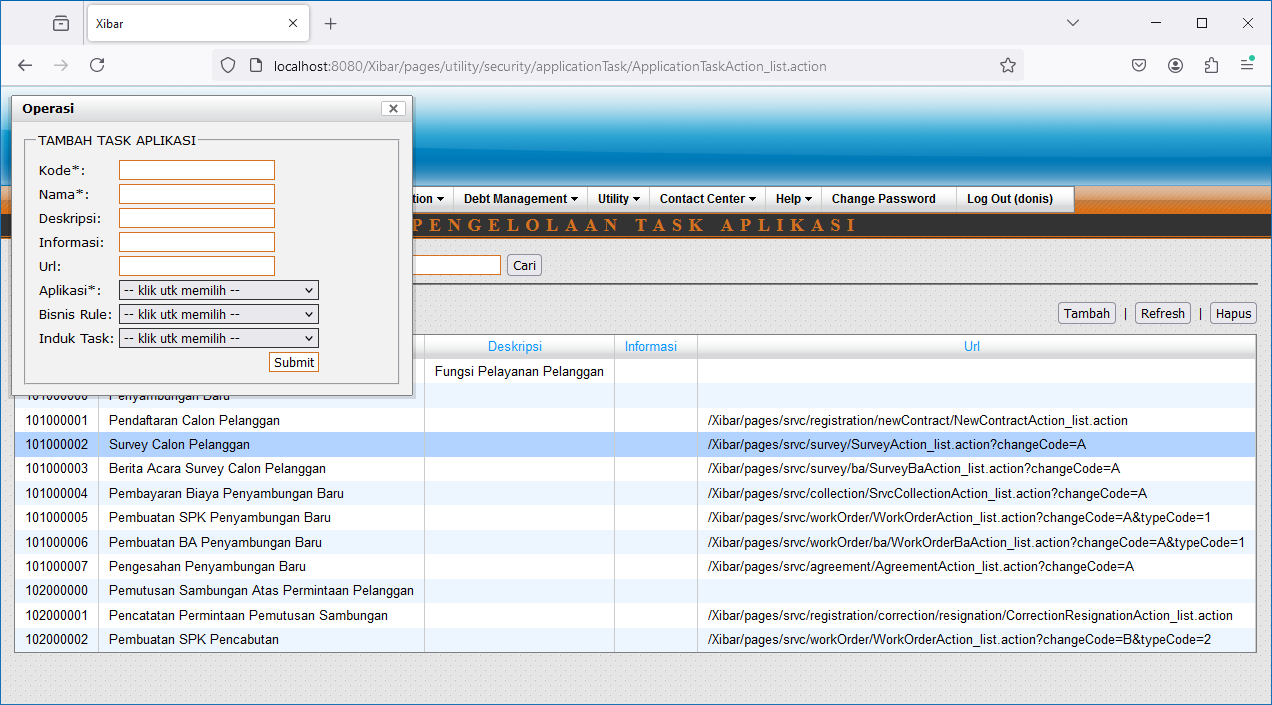 Xibar
localhost:8080/Xibar/pages/utility/security/applicationTask/ApplicationTaskAction_list.action
Operasi
TAMBAH TASK APLIKASI
Kode*:
Nama*:
Deskripsi:
Informasi:
Url:
Aplikasi*: -- klik utk memilih --
Bisnis Rule: -- klik utk memilih --
Induk Task: -- klik utk memilih --
Submit
tion Debt Management Utility Contact Center Help Change Password Log Out (donis)
PENGELOLAAN TASK APLIKASI
Cari
Tambah | Refresh | Hapus
Deskripsi Informasi Url
Fungsi Pelayanan Pelanggan
101000000 Penyambungan Baru
101000001 Pendaftaran Calon Pelanggan /Xibar/pages/srvc/registration/newContract/NewContractAction_list.action
101000002 Survey Calon Pelanggan /Xibar/pages/srvc/survey/SurveyAction_list.action?changeCode=A
101000003 Berita Acara Survey Calon Pelanggan /Xibar/pages/srvc/survey/ba/SurveyBaAction_list.action?changeCode=A
101000004 Pembayaran Biaya Penyambungan Baru /Xibar/pages/srvc/collection/SrvcCollectionAction_list.action?changeCode=A
101000005 Pembuatan SPK Penyambungan Baru /Xibar/pages/srvc/workOrder/WorkOrderAction_list.action?changeCode=A&typeCode=1
101000006 Pembuatan BA Penyambungan Baru /Xibar/pages/srvc/workOrder/ba/WorkOrderBaAction_list.action?changeCode=A&typeCode=1
101000007 Pengesahan Penyambungan Baru /Xibar/pages/srvc/agreement/AgreementAction_list.action?changeCode=A
102000000 Pemutusan Sambungan Atas Permintaan Pelanggan
102000001 Pencatatan Permintaan Pemutusan Sambungan /Xibar/pages/srvc/registration/correction/resignation/CorrectionResignationAction_list.action
102000002 Pembuatan SPK Pencabutan /Xibar/pages/srvc/workOrder/WorkOrderAction_list.action?changeCode=B&typeCode=2